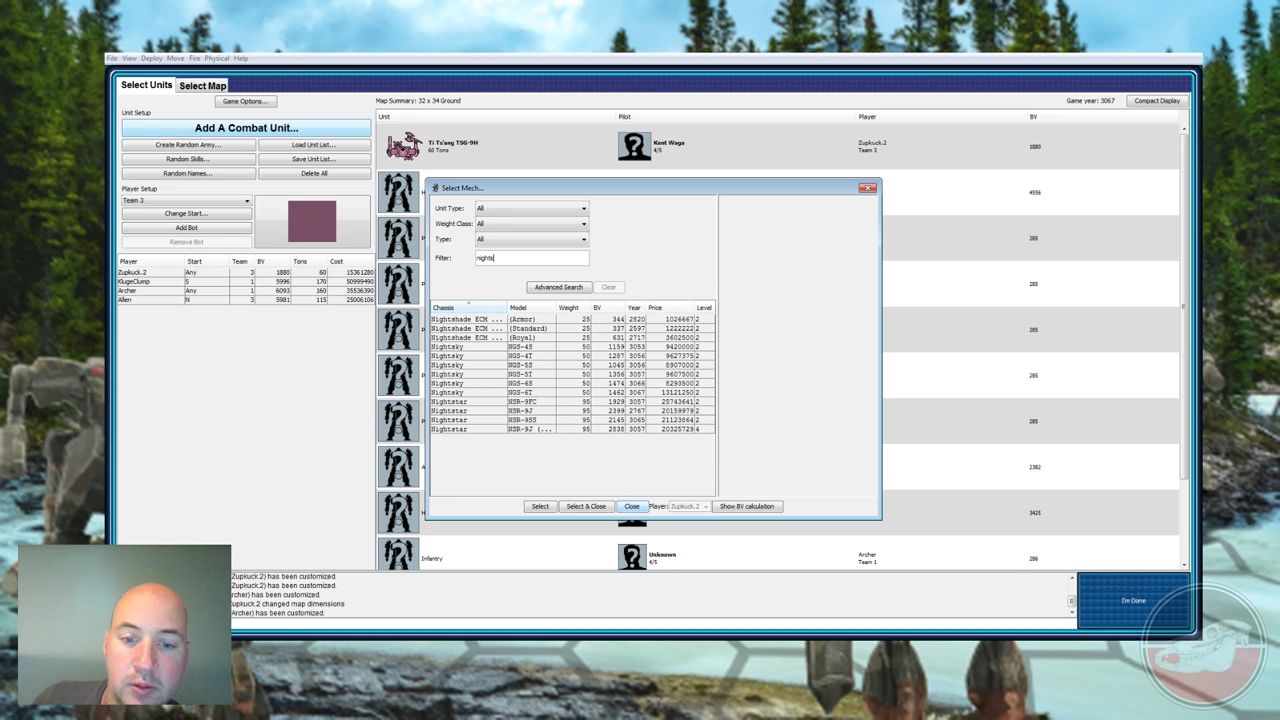 File View Deploy Move Fire Physical Help
Select Units Select Map
Game Options... Map Summary: 32 x 34 Ground Game year: 3067 Compact Display
Unit Setup Unit Pilot Player BV
Add A Combat Unit...
Create Random Army... Load Unit List...
Random Skills... Save Unit List...
Random Names... Delete All
Ti Ts'ang TSG-9H Kent Waga Zupkuck.2 1880
60 Tons 4/5 Team 3
Player Setup
Team 3
Change Start...
Add Bot
Remove Bot
Player Start Team BV Tons Cost
Zupkuck.2 Any 3 1880 60 15361280
KlugeClump S 1 5996 170 50999490
Archer Any 1 6093 160 35536390
Allen N 3 5981 115 25006106
4556
285
285
285
285
285
285
2382
3425
Infantry Unknown Archer 286
4/5 Team 1
Select Mech...
Unit Type: All
Weight Class: All
Type: All
Filter: nights
Advanced Search Clear
Chassis Model Weight BV Year Price Level
Nightshade ECM ... (Armor) 25 344 2820 1026667 2
Nightshade ECM ... (Standard) 25 337 2597 1222222 2
Nightshade ECM ... (Royal) 25 631 2717 3602500 2
Nightsky NGS-4S 50 1159 3053 9420000 2
Nightsky NGS-4T 50 1287 3056 9627375 2
Nightsky NGS-5S 50 1045 3056 8907000 2
Nightsky NGS-5T 50 1356 3057 9607500 2
Nightsky NGS-6S 50 1474 3066 8293500 2
Nightsky NGS-6T 50 1462 3067 13121250 2
Nightstar NSR-9FC 95 1929 3059 25743641 2
Nightstar NSR-9J 95 2399 2767 20159979 2
Nightstar NSR-9SS 95 2145 3065 21123864 2
Nightstar NSR-9J (... 95 2838 3057 20325729 4
Select Select & Close Close Player: Zupkuck.2 Show BV calculation
Zupkuck.2) has been customized.
Zupkuck.2) has been customized.
rcher) has been customized.
upkuck.2 changed map dimensions
Archer) has been customized.
I'm Done